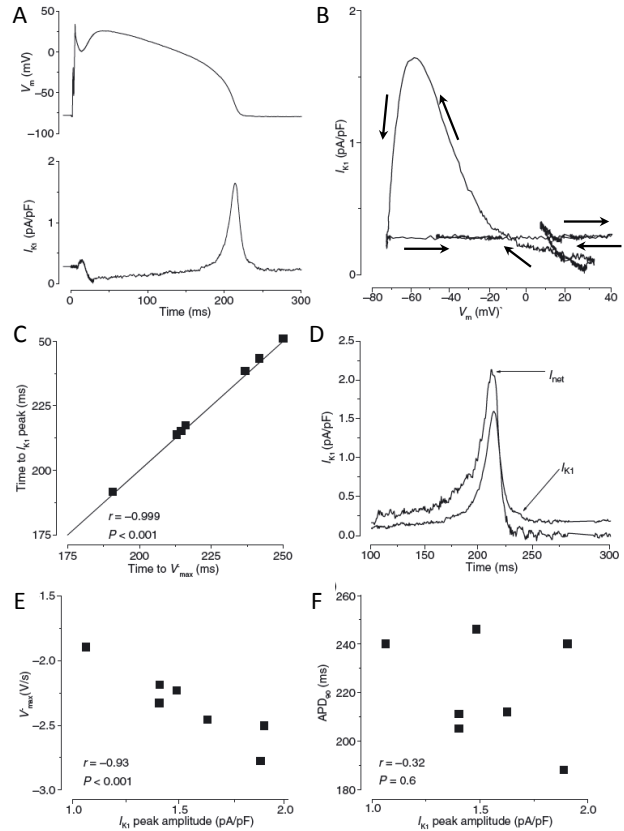 A
50
0
−50
−100
Vm (mV)
2
1
0
IK1 (pA/pF)
0
100
200
300
Time (ms)
B
2
1
0
IK1 (pA/pF)
−80
−60
−40
−20
0
20
40
Vm (mV)`
C
50
225
210
192
175
Time to IK1 peak (ms)
r = −0.999
P < 0.001
175
200
225
250
Time to V̇-max (ms)
D
2.5
2.0
1.5
1.0
0.5
0.0
IK1 (pA/pF)
Inet
IK1
100
150
200
250
300
Time (ms)
E
−1.5
−2.0
−2.5
−3.0
V̇-max(V/s)
r = −0.93
P < 0.001
1.0
1.5
2.0
IK1 peak amplitude (pA/pF)
F
260
240
220
200
180
APD90 (ms)
r = −0.32
P = 0.6
1.0
1.5
2.0
IK1 peak amplitude (pA/pF)